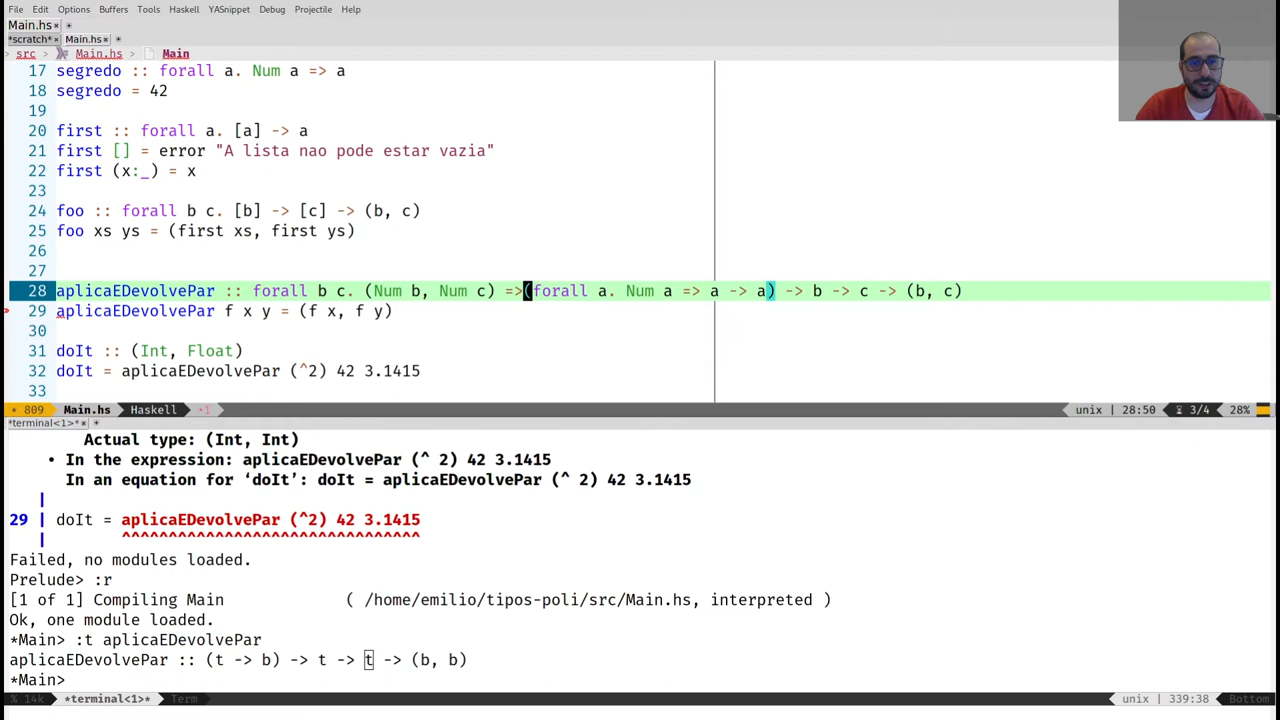 File Edit Options Buffers Tools Haskell YASnippet Debug Projectile Help
Main.hs× +
*scratch*× Main.hs× +
› src › Main.hs › Main
17 segredo :: forall a. Num a => a
18 segredo = 42
19
20 first :: forall a. [a] -> a
21 first [] = error "A lista nao pode estar vazia"
22 first (x:_) = x
23
24 foo :: forall b c. [b] -> [c] -> (b, c)
25 foo xs ys = (first xs, first ys)
26
27
28 aplicaEDevolvePar :: forall b c. (Num b, Num c) =>(forall a. Num a => a -> a) -> b -> c -> (b, c)
29 aplicaEDevolvePar f x y = (f x, f y)
30
31 doIt :: (Int, Float)
32 doIt = aplicaEDevolvePar (^2) 42 3.1415
33
* 809 Main.hs Haskell •1 unix | 28:50 3/4 28%
*terminal<1>*× +
Actual type: (Int, Int)
• In the expression: aplicaEDevolvePar (^ 2) 42 3.1415
In an equation for ‘doIt’: doIt = aplicaEDevolvePar (^ 2) 42 3.1415
|
29 | doIt = aplicaEDevolvePar (^2) 42 3.1415
| ^^^^^^^^^^^^^^^^^^^^^^^^^^^^^^^^
Failed, no modules loaded.
Prelude> :r
[1 of 1] Compiling Main ( /home/emilio/tipos-poli/src/Main.hs, interpreted )
Ok, one module loaded.
*Main> :t aplicaEDevolvePar
aplicaEDevolvePar :: (t -> b) -> t -> t -> (b, b)
*Main>
% 14k *terminal<1>* Term unix | 339:38 Bottom